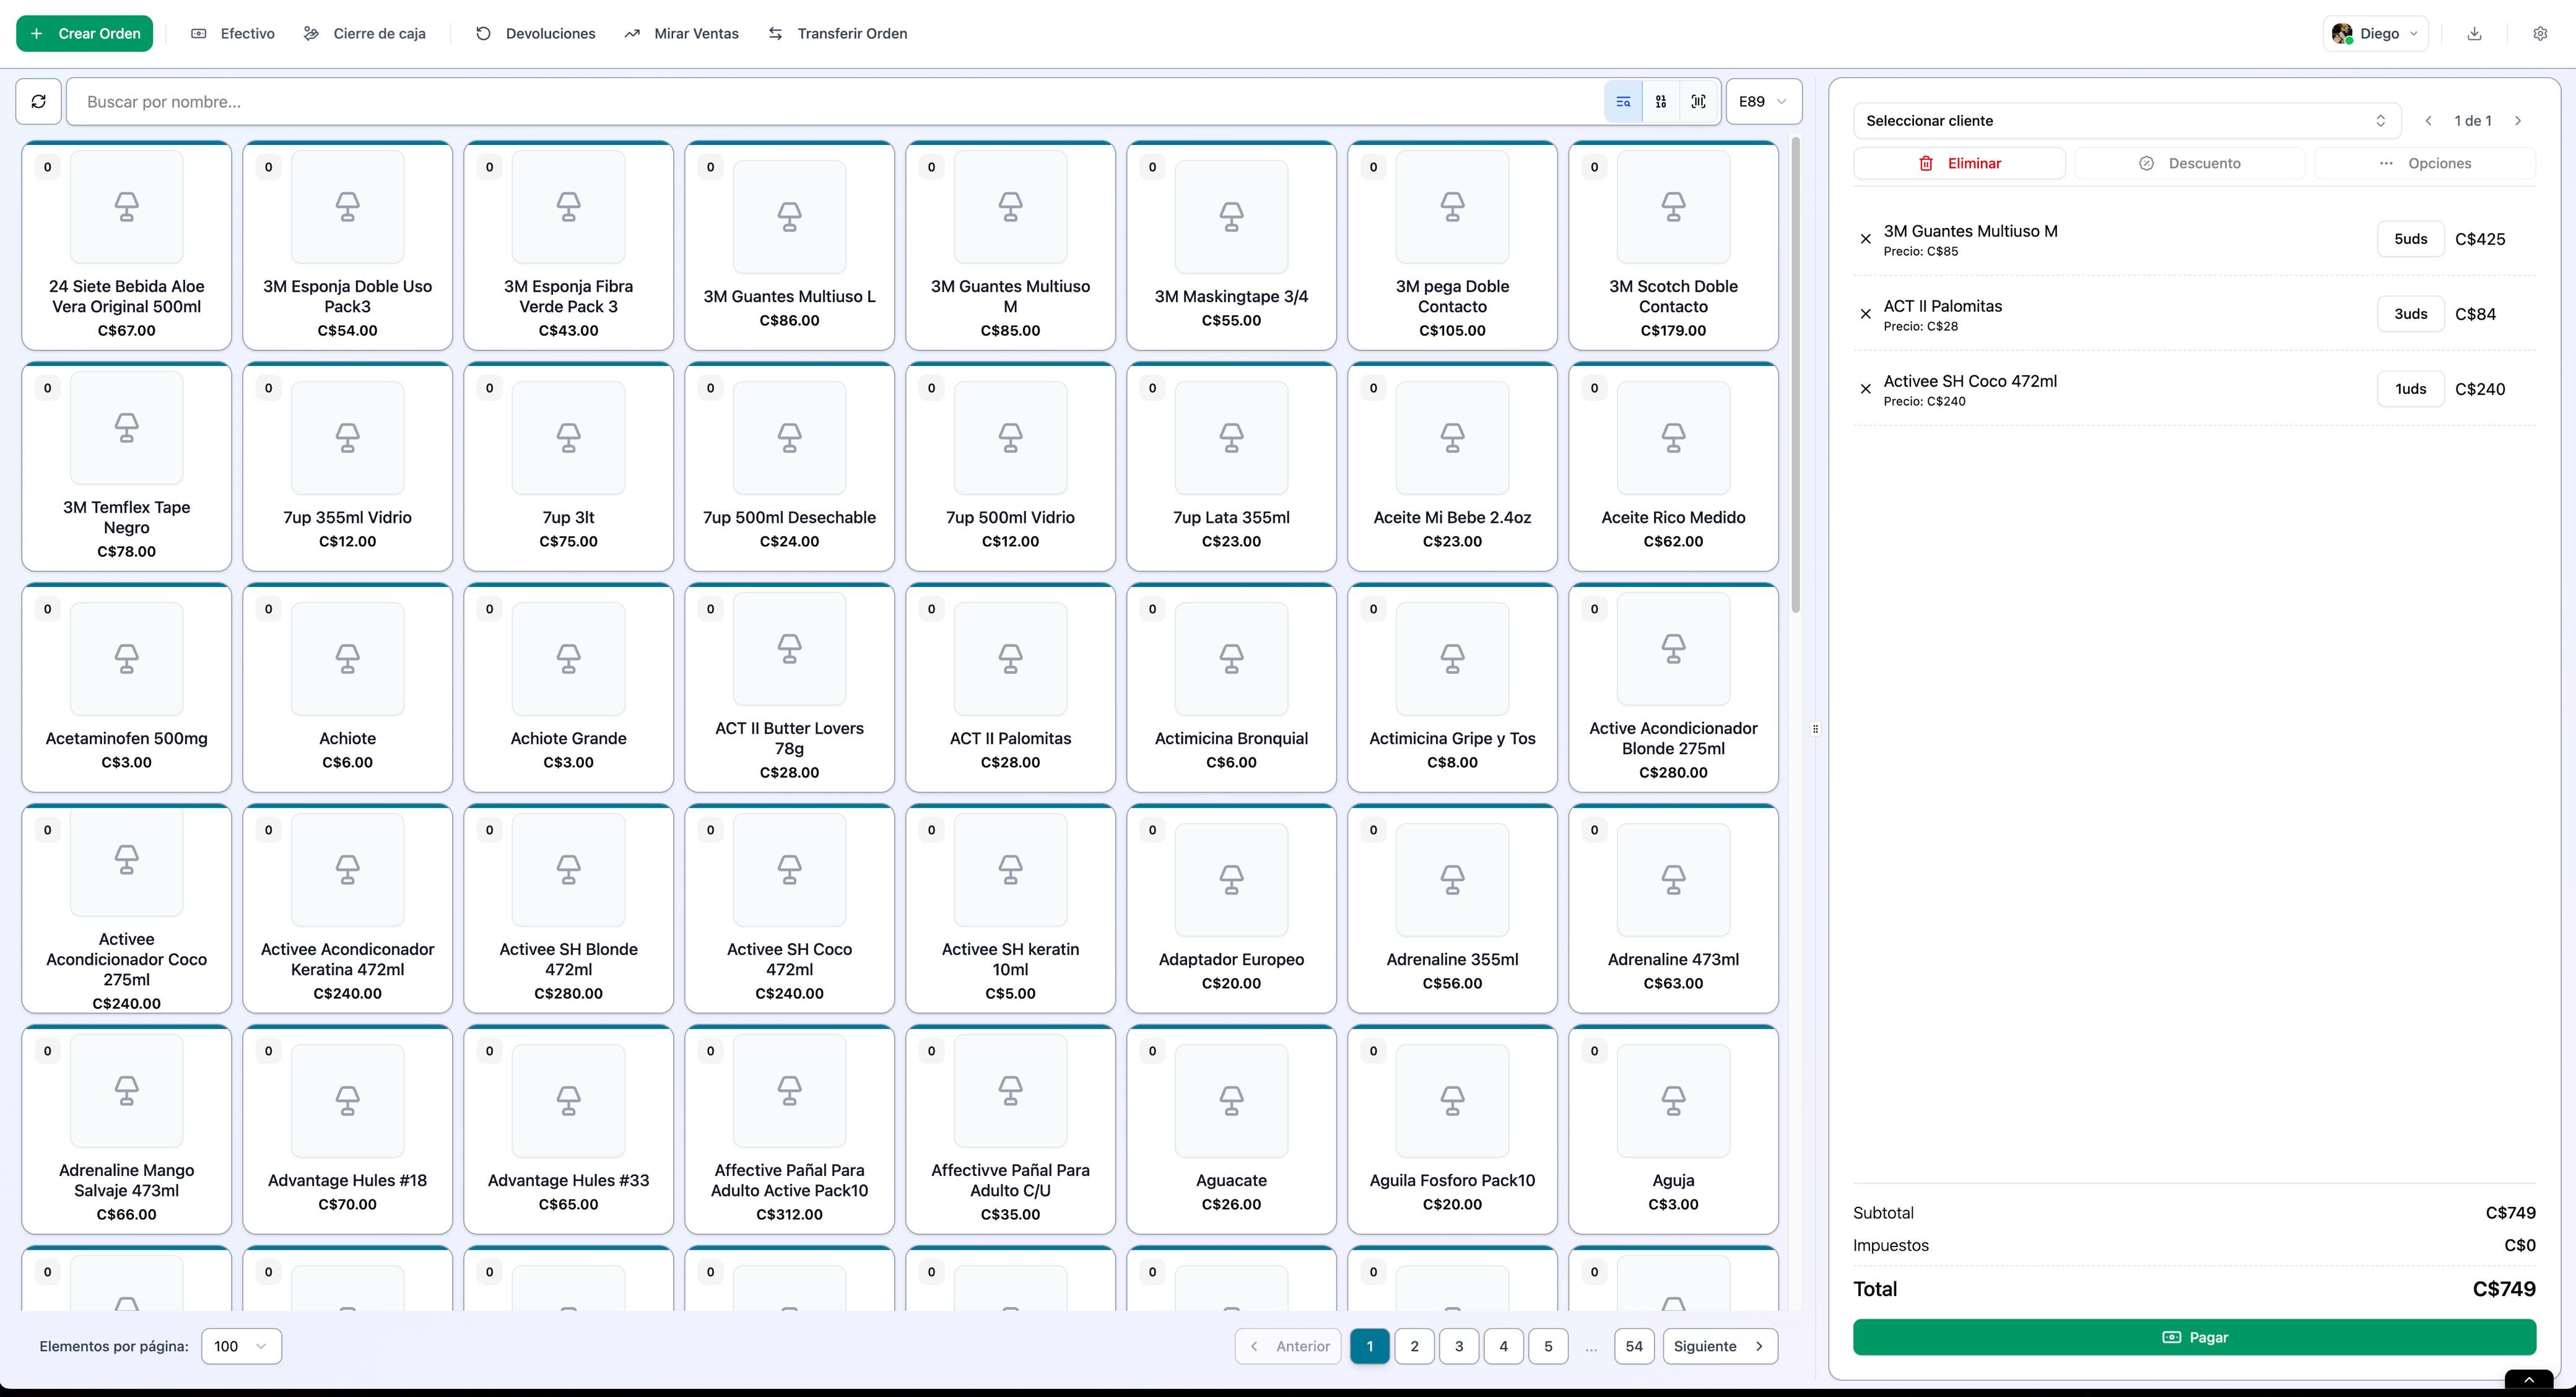 Crear Orden
Efectivo
Cierre de caja
Devoluciones
Mirar Ventas
Transferir Orden
Diego
Buscar por nombre...
01
10
E89
0
24 Siete Bebida Aloe
Vera Original 500ml
C$67.00
0
3M Esponja Doble Uso
Pack3
C$54.00
0
3M Esponja Fibra
Verde Pack 3
C$43.00
0
3M Guantes Multiuso L
C$86.00
0
3M Guantes Multiuso
M
C$85.00
0
3M Maskingtape 3/4
C$55.00
0
3M pega Doble
Contacto
C$105.00
0
3M Scotch Doble
Contacto
C$179.00
0
3M Temflex Tape
Negro
C$78.00
0
7up 355ml Vidrio
C$12.00
0
7up 3lt
C$75.00
0
7up 500ml Desechable
C$24.00
0
7up 500ml Vidrio
C$12.00
0
7up Lata 355ml
C$23.00
0
Aceite Mi Bebe 2.4oz
C$23.00
0
Aceite Rico Medido
C$62.00
0
Acetaminofen 500mg
C$3.00
0
Achiote
C$6.00
0
Achiote Grande
C$3.00
0
ACT II Butter Lovers
78g
C$28.00
0
ACT II Palomitas
C$28.00
0
Actimicina Bronquial
C$6.00
0
Actimicina Gripe y Tos
C$8.00
0
Active Acondicionador
Blonde 275ml
C$280.00
0
Activee
Acondicionador Coco
275ml
C$240.00
0
Activee Acondiconador
Keratina 472ml
C$240.00
0
Activee SH Blonde
472ml
C$280.00
0
Activee SH Coco
472ml
C$240.00
0
Activee SH keratin
10ml
C$5.00
0
Adaptador Europeo
C$20.00
0
Adrenaline 355ml
C$56.00
0
Adrenaline 473ml
C$63.00
0
Adrenaline Mango
Salvaje 473ml
C$66.00
0
Advantage Hules #18
C$70.00
0
Advantage Hules #33
C$65.00
0
Affective Pañal Para
Adulto Active Pack10
C$312.00
0
Affectivve Pañal Para
Adulto C/U
C$35.00
0
Aguacate
C$26.00
0
Aguila Fosforo Pack10
C$20.00
0
Aguja
C$3.00
0
0
0
0
0
0
0
0
Elementos por página:
100
Anterior
1
2
3
4
5
...
54
Siguiente
Seleccionar cliente
1 de 1
Eliminar
Descuento
Opciones
3M Guantes Multiuso M
Precio: C$85
5uds
C$425
ACT II Palomitas
Precio: C$28
3uds
C$84
Activee SH Coco 472ml
Precio: C$240
1uds
C$240
Subtotal
C$749
Impuestos
C$0
Total
C$749
Pagar